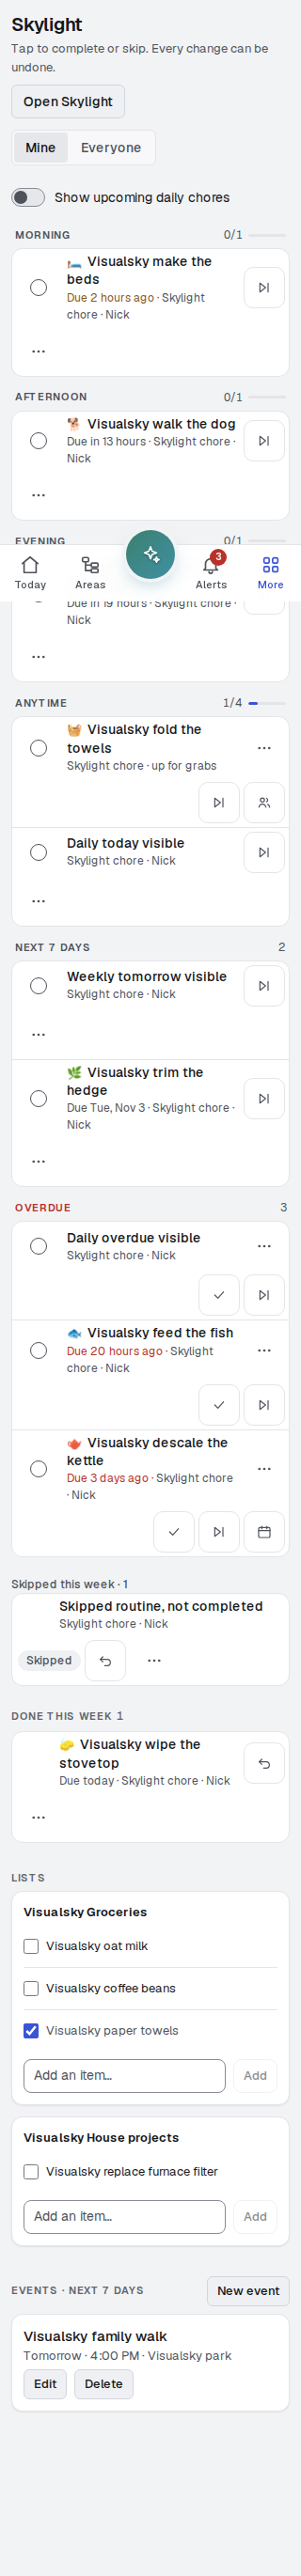 Skylight
Tap to complete or skip. Every change can be
undone.
Open Skylight
Mine Everyone
Show upcoming daily chores
MORNING 0/1
Visualsky make the
beds
Due 2 hours ago · Skylight
chore · Nick
AFTERNOON 0/1
Visualsky walk the dog
Due in 13 hours · Skylight chore ·
Nick
EVENING 0/1
Today Areas 3 Alerts More
Due in 19 hours · Skylight chore ·
Nick
ANYTIME 1/4
Visualsky fold the
towels
Skylight chore · up for grabs
Daily today visible
Skylight chore · Nick
NEXT 7 DAYS 2
Weekly tomorrow visible
Skylight chore · Nick
Visualsky trim the
hedge
Due Tue, Nov 3 · Skylight chore ·
Nick
OVERDUE 3
Daily overdue visible
Skylight chore · Nick
Visualsky feed the fish
Due 20 hours ago · Skylight
chore · Nick
Visualsky descale the
kettle
Due 3 days ago · Skylight chore
· Nick
Skipped this week · 1
Skipped routine, not completed
Skylight chore · Nick
Skipped
DONE THIS WEEK 1
Visualsky wipe the
stovetop
Due today · Skylight chore · Nick
LISTS
Visualsky Groceries
Visualsky oat milk
Visualsky coffee beans
Visualsky paper towels
Add an item... Add
Visualsky House projects
Visualsky replace furnace filter
Add an item... Add
EVENTS · NEXT 7 DAYS New event
Visualsky family walk
Tomorrow · 4:00 PM · Visualsky park
Edit Delete